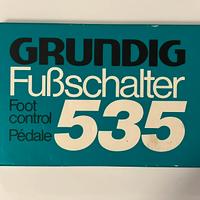 GRUNDIG
Fußschalter
Foot
control
Pédale
535